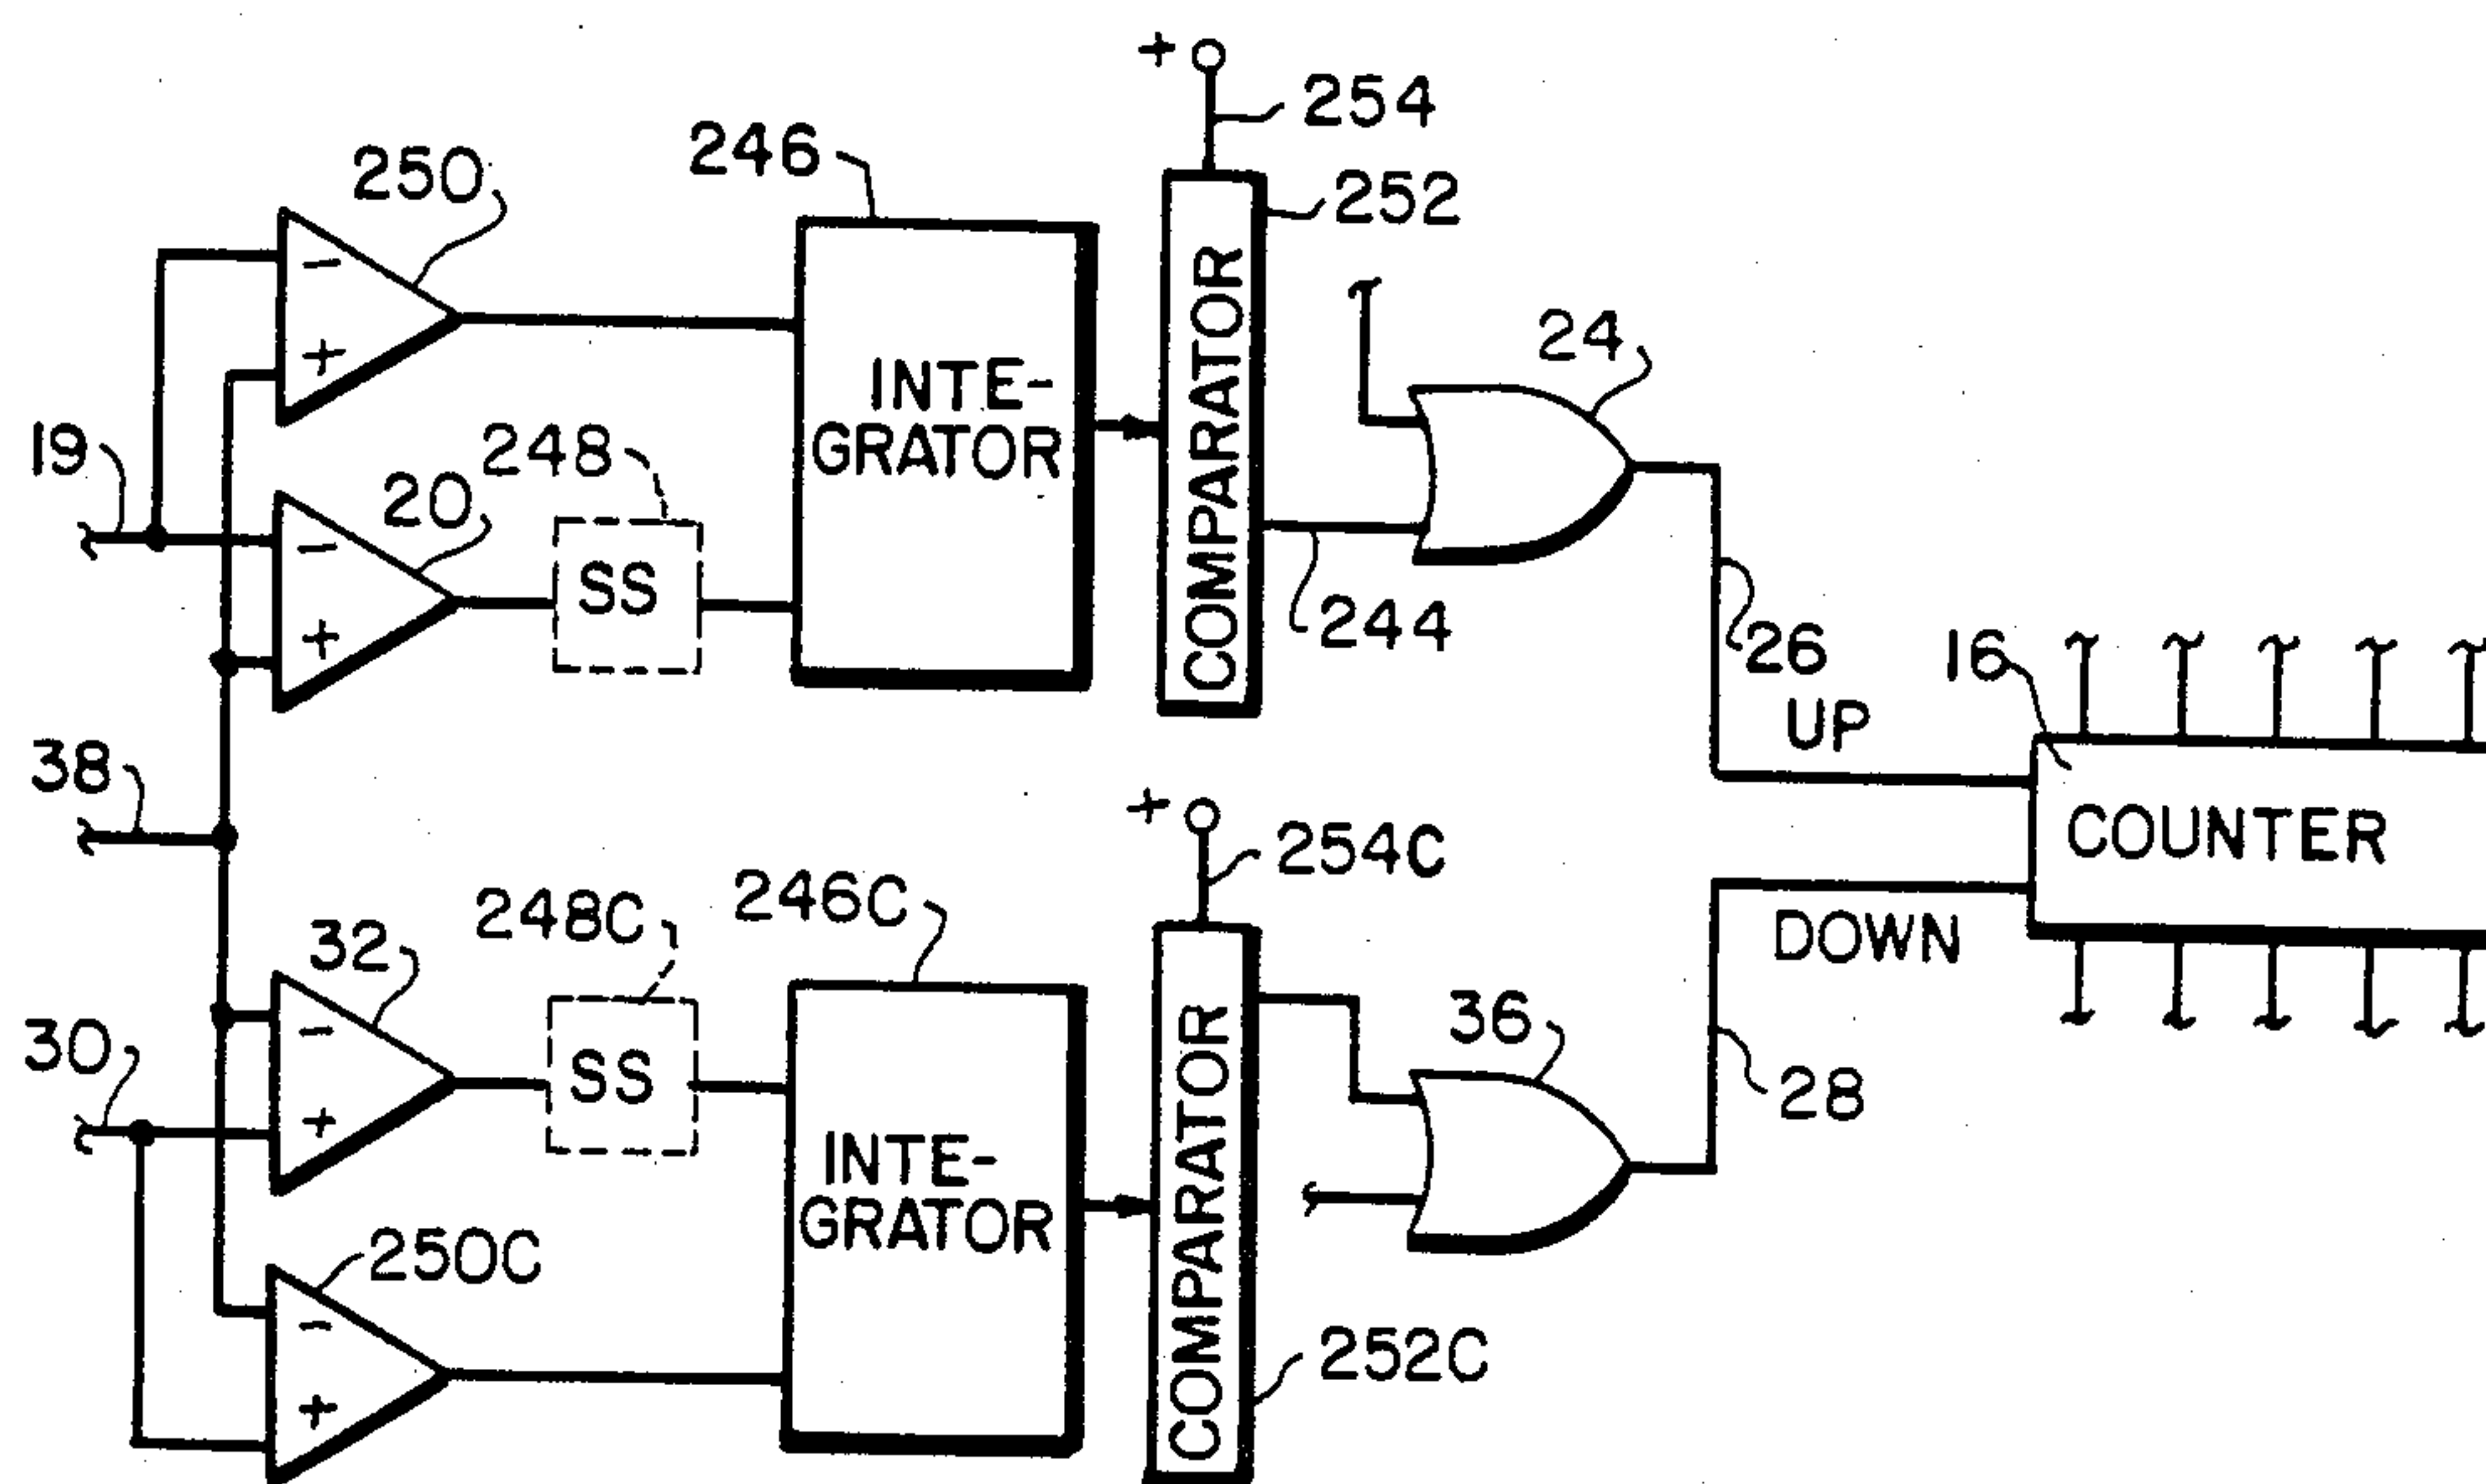 +
254
250
246
252
INTE-
GRATOR
COMPARATOR
24
19
20
248
SS
−
+
−
+
244
26
16
UP
38
+
254C
COUNTER
DOWN
32
248C
246C
30
−
+
SS
36
28
INTE-
GRATOR
COMPARATOR
250C
−
+
252C